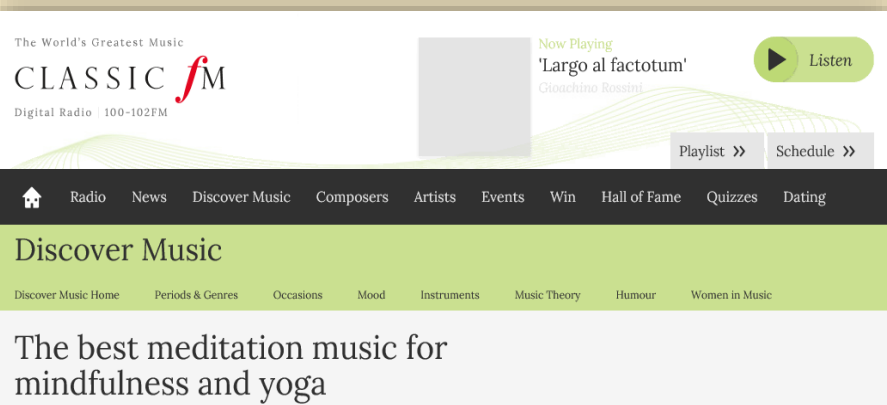 The World's Greatest Music
CLASSIC fM
Digital Radio | 100-102FM
Now Playing
'Largo al factotum'
Gioachino Rossini
Listen
Playlist »
Schedule »
Radio News Discover Music Composers Artists Events Win Hall of Fame Quizzes Dating
Discover Music
Discover Music Home Periods & Genres Occasions Mood Instruments Music Theory Humour Women in Music
The best meditation music for
mindfulness and yoga